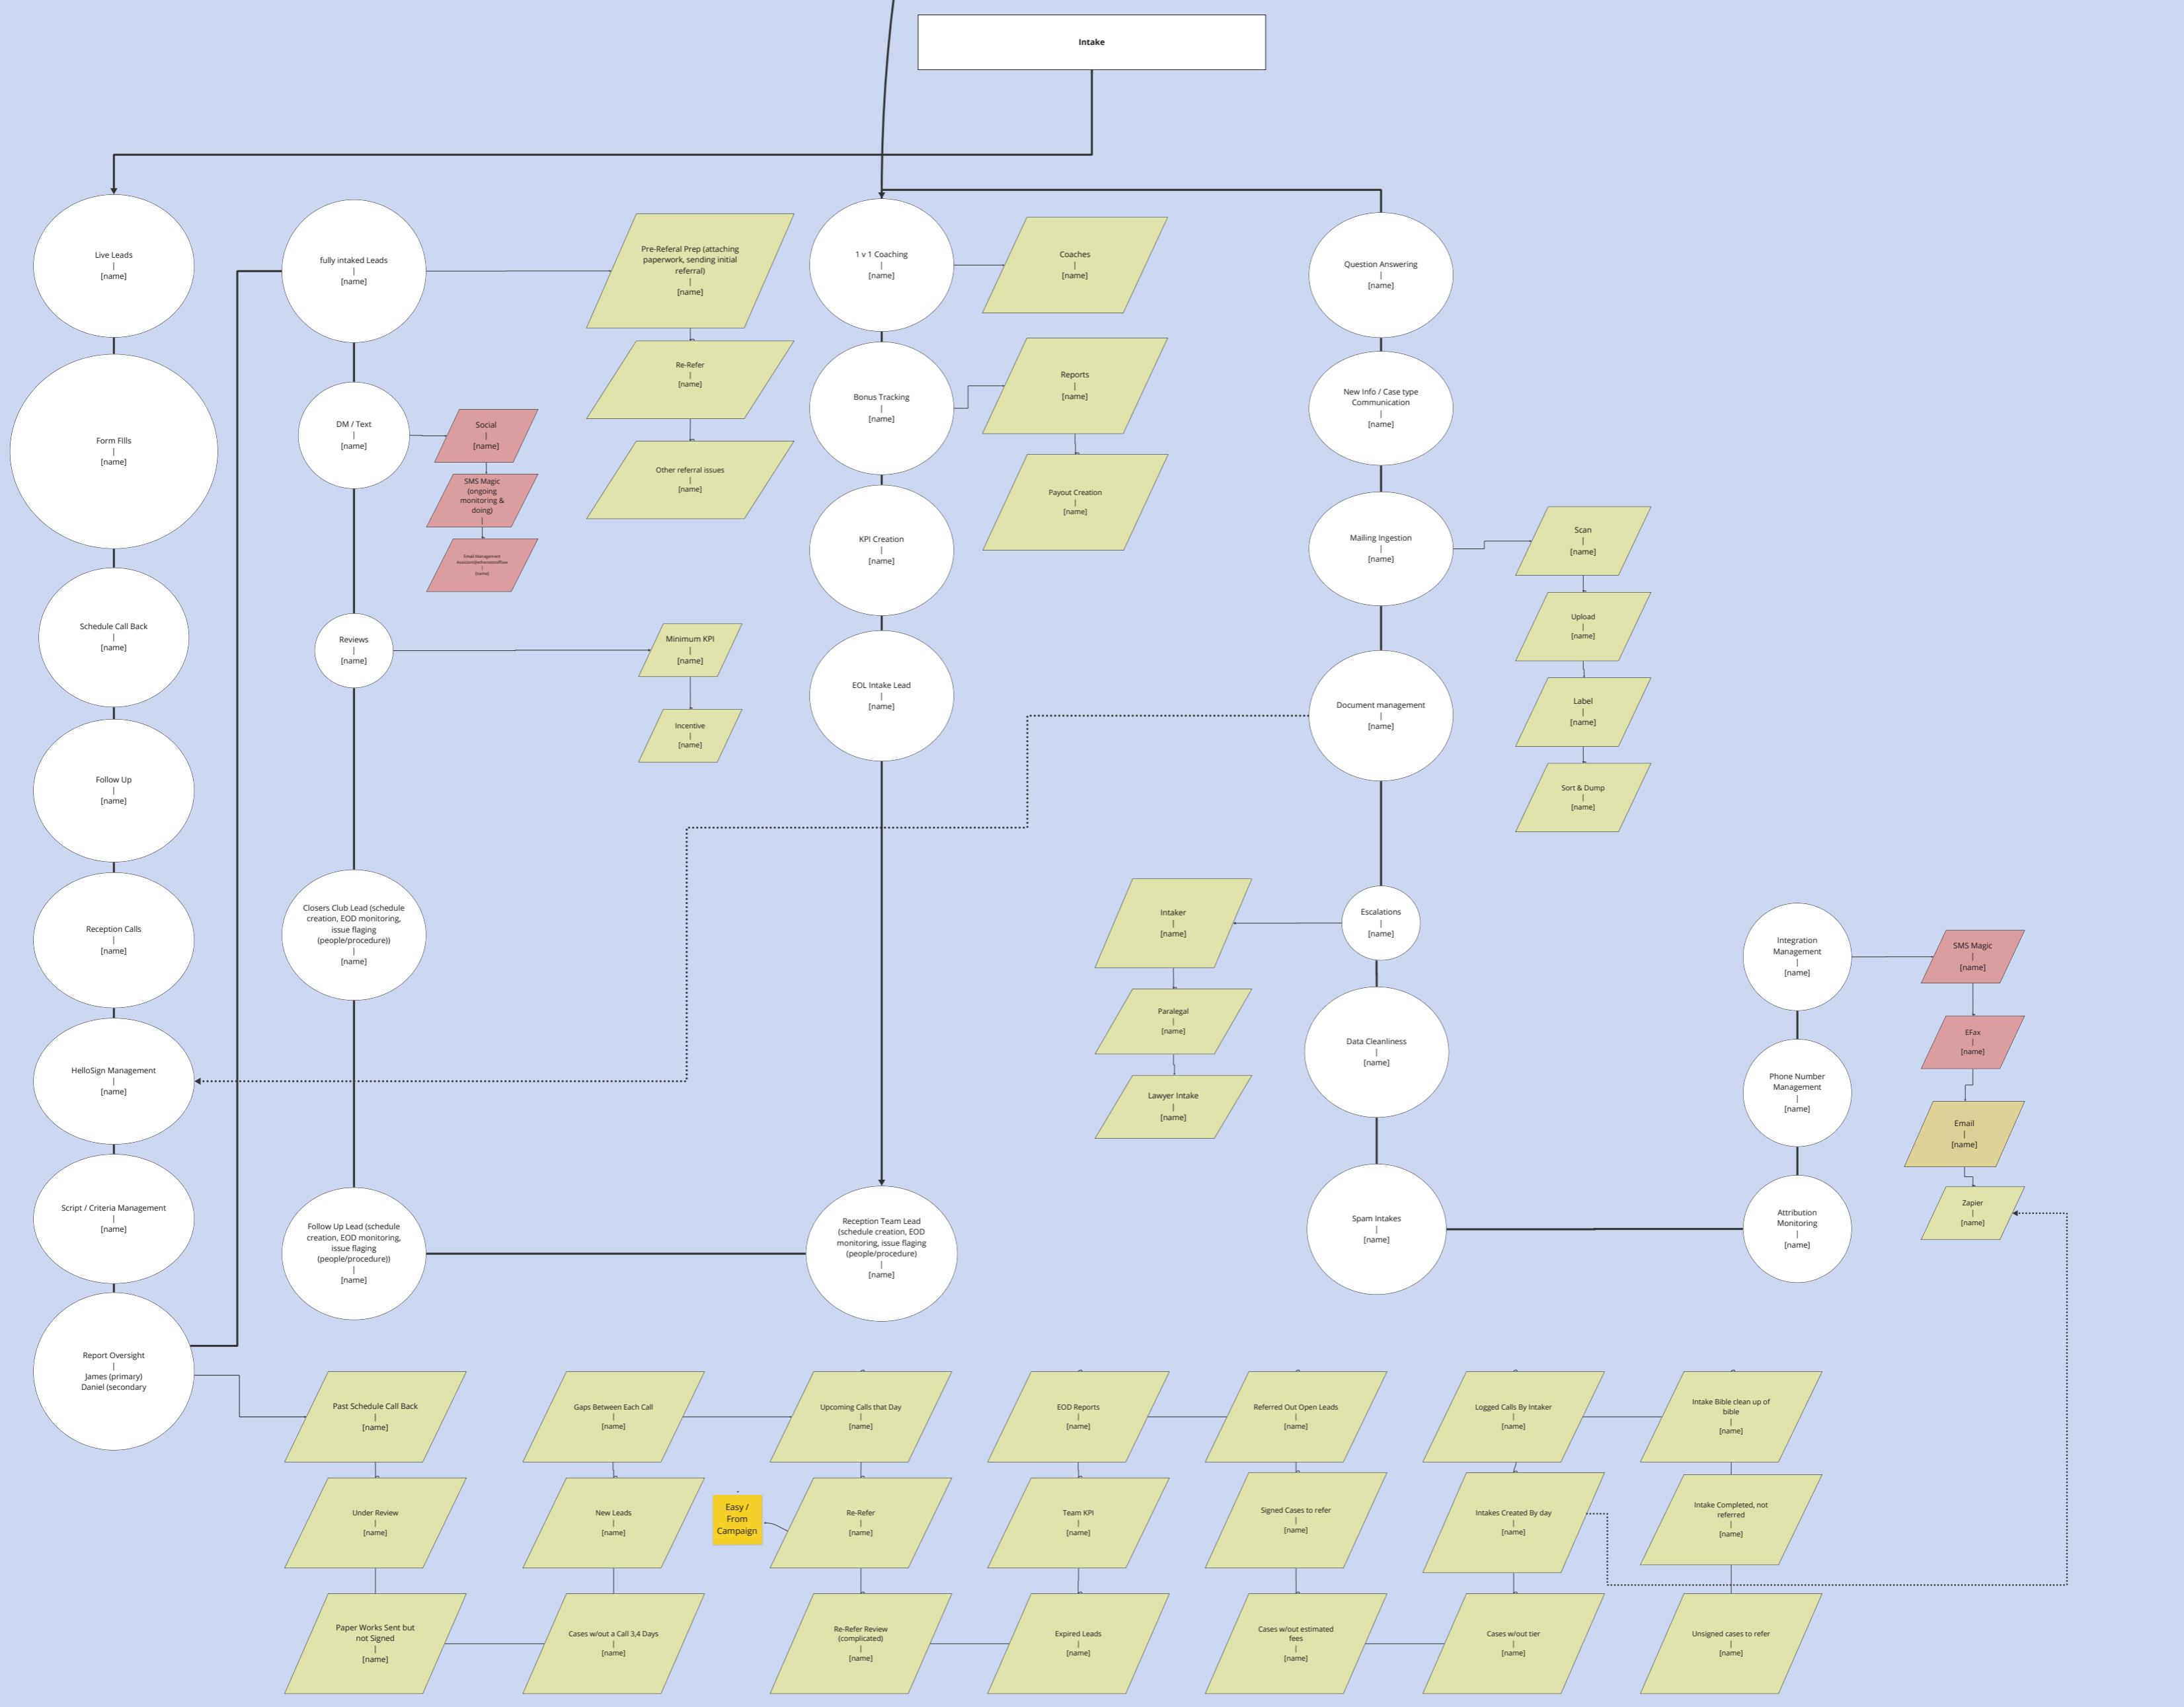 Intake
Live Leads
|
[name]
Form FIlls
|
[name]
Schedule Call Back
|
[name]
Follow Up
|
[name]
Reception Calls
|
[name]
HelloSign Management
|
[name]
Script / Criteria Management
|
[name]
Report Oversight
|
James (primary)
Daniel (secondary
fully intaked Leads
|
[name]
DM / Text
|
[name]
Reviews
|
[name]
Closers Club Lead (schedule
creation, EOD monitoring,
issue flaging
(people/procedure))
|
[name]
Follow Up Lead (schedule
creation, EOD monitoring,
issue flaging
(people/procedure))
|
[name]
Social
|
[name]
SMS Magic
(ongoing
monitoring &
doing)
|
Email Management
|
[name]
Pre-Referal Prep (attaching
paperwork, sending initial
referral)
|
[name]
Re-Refer
|
[name]
Other referral issues
|
[name]
Minimum KPI
|
[name]
Incentive
|
[name]
1 v 1 Coaching
|
[name]
Bonus Tracking
|
[name]
KPI Creation
|
[name]
EOL Intake Lead
|
[name]
Reception Team Lead
(schedule creation, EOD
monitoring, issue flaging
(people/procedure)
|
[name]
Coaches
|
[name]
Reports
|
[name]
Payout Creation
|
[name]
Question Answering
|
[name]
New Info / Case type
Communication
|
[name]
Mailing Ingestion
|
[name]
Document management
|
[name]
Escalations
|
[name]
Data Cleanliness
|
[name]
Spam Intakes
|
[name]
Scan
|
[name]
Upload
|
[name]
Label
|
[name]
Sort & Dump
|
[name]
Intaker
|
[name]
Paralegal
|
[name]
Lawyer Intake
|
[name]
Integration
Management
|
[name]
Phone Number
Management
|
[name]
Attribution
Monitoring
|
[name]
SMS Magic
|
[name]
EFax
|
[name]
Email
|
[name]
Zapier
|
[name]
Past Schedule Call Back
|
[name]
Gaps Between Each Call
|
[name]
Upcoming Calls that Day
|
[name]
EOD Reports
|
[name]
Referred Out Open Leads
|
[name]
Logged Calls By Intaker
|
[name]
Intake Bible clean up of
bible
|
[name]
Under Review
|
[name]
New Leads
|
[name]
Easy /
From
Campaign
Re-Refer
|
[name]
Team KPI
|
[name]
Signed Cases to refer
|
[name]
Intakes Created By day
|
[name]
Intake Completed, not
referred
|
[name]
Paper Works Sent but
not Signed
|
[name]
Cases w/out a Call 3,4 Days
|
[name]
Re-Refer Review
(complicated)
|
[name]
Expired Leads
|
[name]
Cases w/out estimated
fees
|
[name]
Cases w/out tier
|
[name]
Unsigned cases to refer
|
[name]